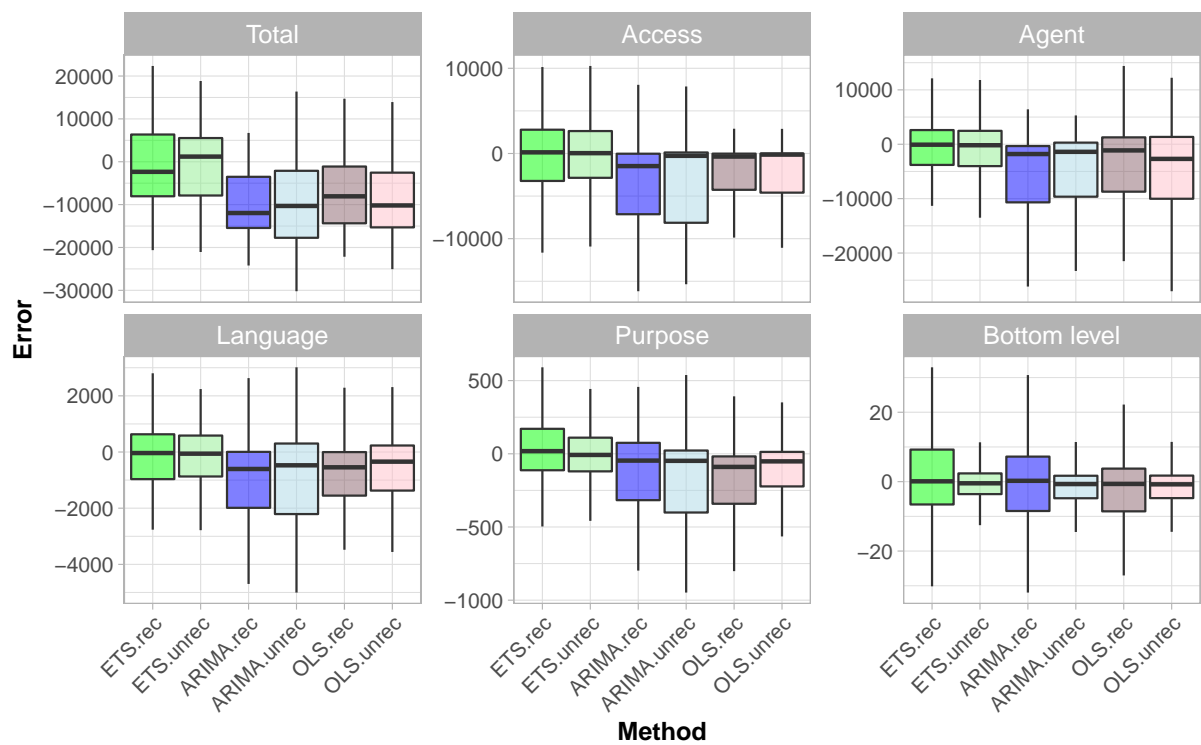 Total Access Agent
20000
10000
0
−10000
−20000
−30000
10000
0
−10000
10000
0
−10000
−20000
Error
Language Purpose Bottom level
2000
0
−2000
−4000
500
0
−500
−1000
20
0
−20
ETS.rec
ETS.unrec
ARIMA.rec
ARIMA.unrec
OLS.rec
OLS.unrec
ETS.rec
ETS.unrec
ARIMA.rec
ARIMA.unrec
OLS.rec
OLS.unrec
ETS.rec
ETS.unrec
ARIMA.rec
ARIMA.unrec
OLS.rec
OLS.unrec
Method